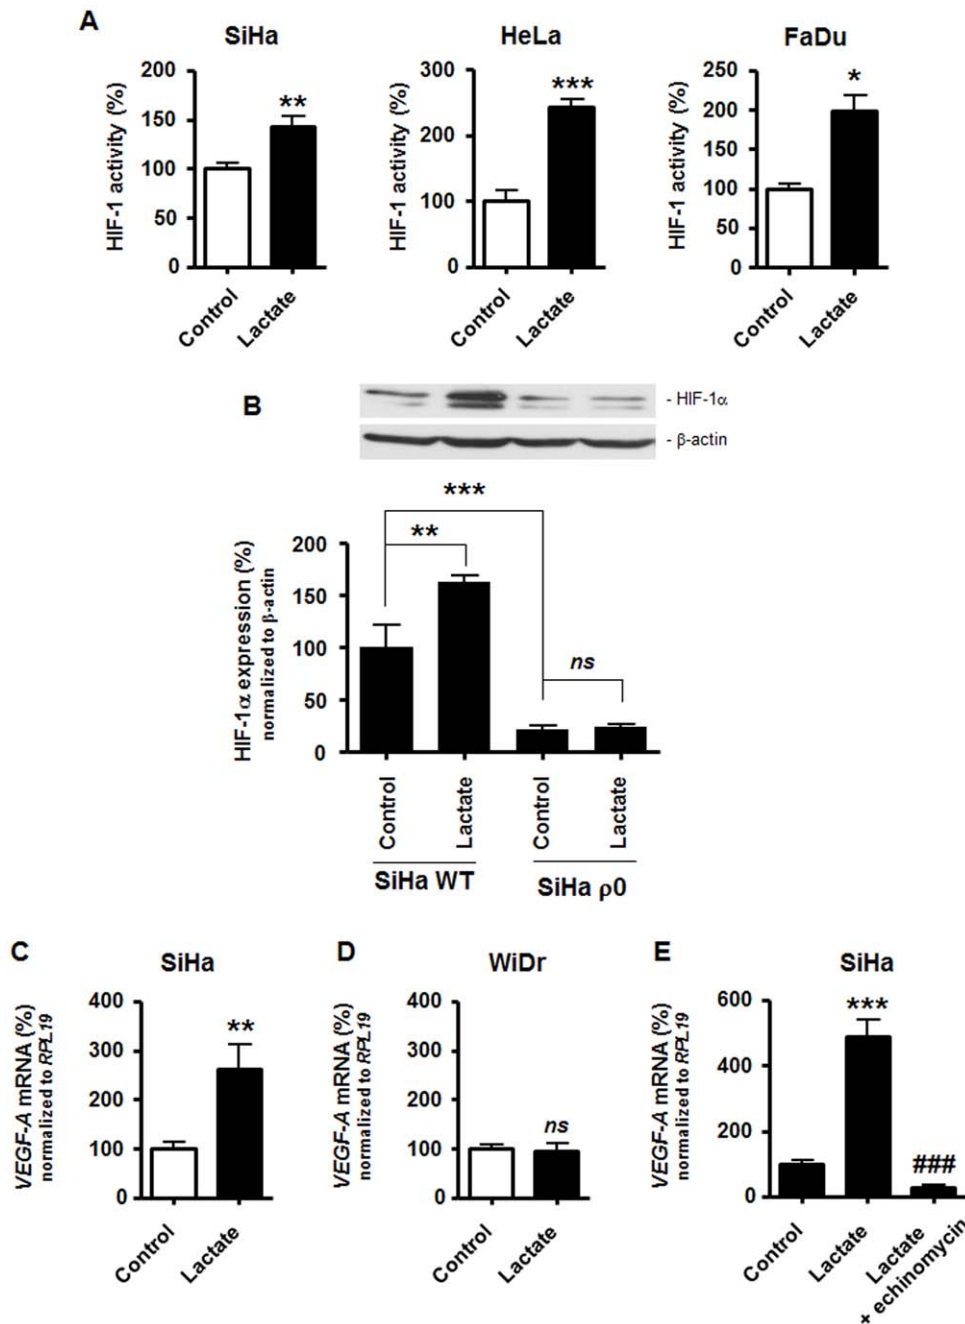 A
SiHa
HeLa
FaDu
HIF-1 activity (%)
200
150
100
50
0
**
Control
Lactate
HIF-1 activity (%)
300
200
100
0
***
Control
Lactate
HIF-1 activity (%)
250
200
150
100
50
0
*
Control
Lactate
B
- HIF-1α
- β-actin
HIF-1α expression (%)
normalized to β-actin
200
150
100
50
0
***
**
ns
Control
Lactate
Control
Lactate
SiHa WT
SiHa ρ0
C
SiHa
VEGF-A mRNA (%)
normalized to RPL19
400
300
200
100
0
**
Control
Lactate
D
WiDr
VEGF-A mRNA (%)
normalized to RPL19
400
300
200
100
0
ns
Control
Lactate
E
SiHa
VEGF-A mRNA (%)
normalized to RPL19
600
400
200
0
***
###
Control
Lactate
Lactate
+ echinomycin